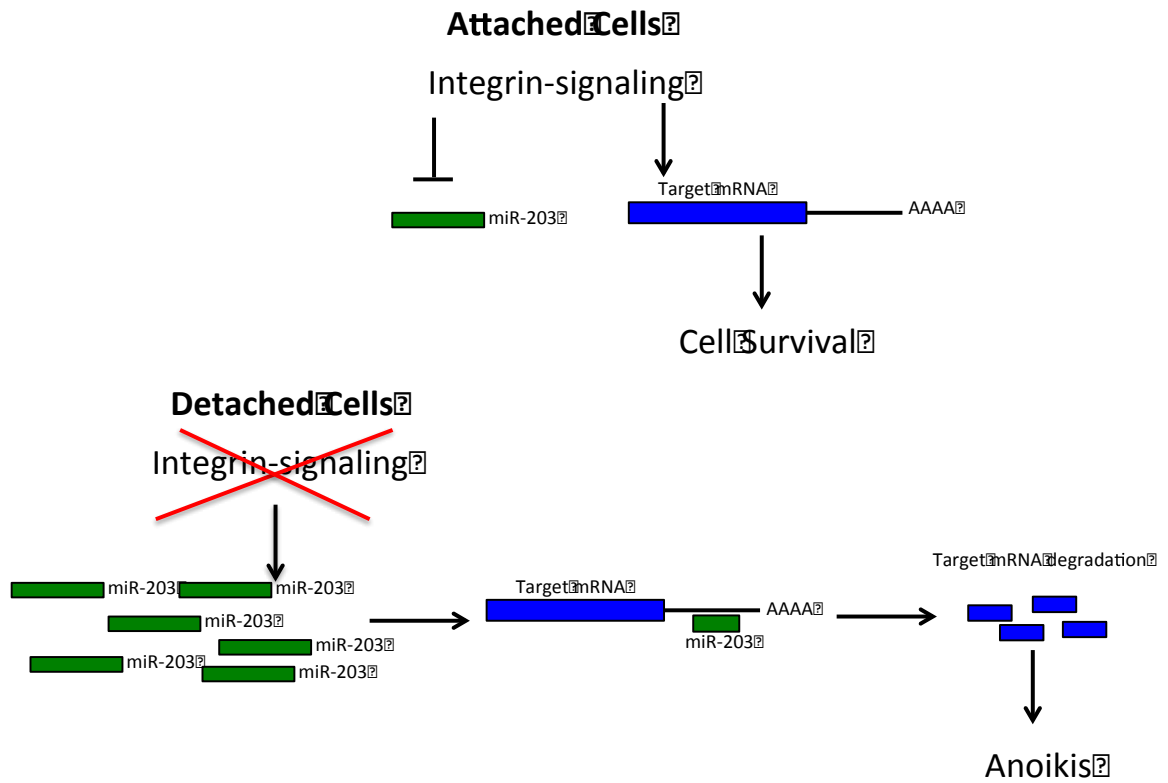 Attached Cells
Integrin-signaling
Target mRNA
AAAA
miR-203
Cell Survival
Detached Cells
Integrin-signaling
miR-203
miR-203
miR-203
miR-203
miR-203
miR-203
Target mRNA
AAAA
miR-203
Target mRNA degradation
Anoikis